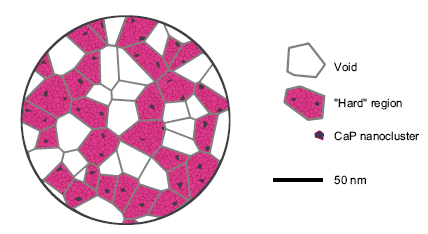 Void
"Hard" region
CaP nanocluster
50 nm